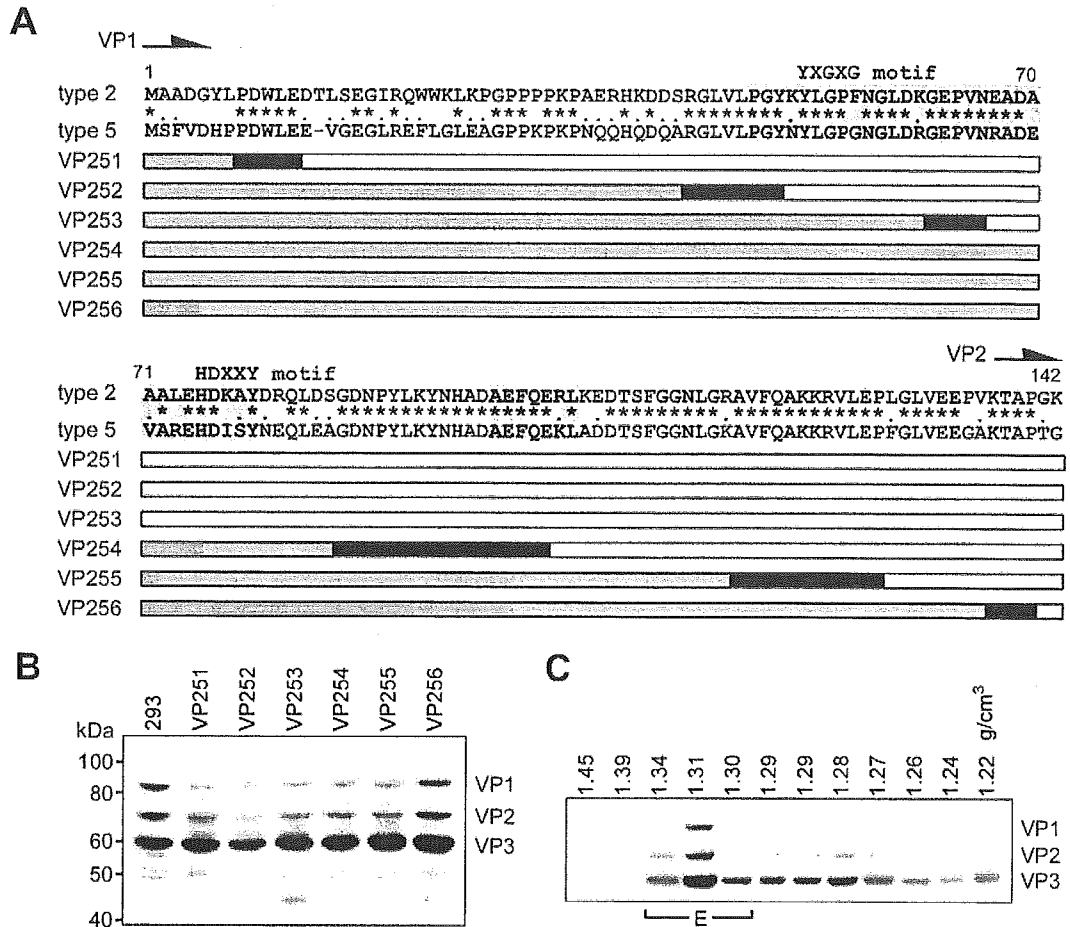 A
VP1
1 YXGXG motif 70
type 2 MAADGYLPDWLEDTLSEGIRQWWKLKPGPPPPKPAERHKDDSRGLVLPGYKYLGPFNGLDKGEPVNEADA
type 5 MSFVDHPPDWLEE-VGEGLREFLGLEAGPPKPKPNQQHQDQARGLVLPGYNYLGPGNGLDRGEPVNRADE
VP251
VP252
VP253
VP254
VP255
VP256
VP2
71 HDXXY motif 142
type 2 AALEHDKAYDRQLDSGDNPYLKYNHADAEFQERLKEDTSFGGNLGRAVFQAKKRVLEPLGLVEEPVKTAPGK
type 5 VAREHDISYNEQLEAGDNPYLKYNHADAEFQEKLADDTSFGGNLGKAVFQAKKRVLEPFGLVEEGAKTAPTG
VP251
VP252
VP253
VP254
VP255
VP256
B
293 VP251 VP252 VP253 VP254 VP255 VP256
kDa
100
80
60
50
40
VP1
VP2
VP3
C
1.45 1.39 1.34 1.31 1.30 1.29 1.29 1.28 1.27 1.26 1.24 1.22 g/cm³
VP1
VP2
VP3
E